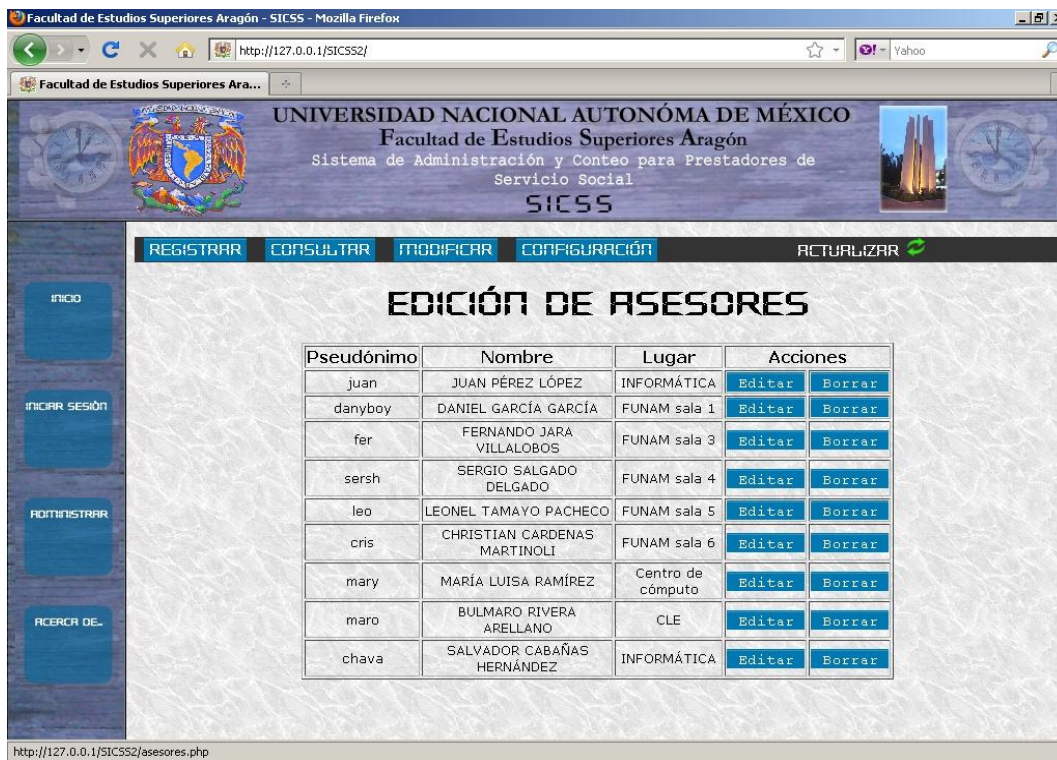 Facultad de Estudios Superiores Aragón - SICSS - Mozilla Firefox
http://127.0.0.1/SICSS2/
Yahoo
Facultad de Estudios Superiores Ara...
UNIVERSIDAD NACIONAL AUTONÓMA DE MÉXICO
Facultad de Estudios Superiores Aragón
Sistema de Administración y Conteo para Prestadores de
Servicio Social
SICSS
REGISTRAR CONSULTAR MODIFICAR CONFIGURACIÓN ACTUALIZAR
INICIO
INICIAR SESIÓN
ADMINISTRAR
ACERCA DE...
EDICIÓN DE ASESORES
Pseudónimo Nombre Lugar Acciones
juan JUAN PÉREZ LÓPEZ INFORMÁTICA Editar Borrar
danyboy DANIEL GARCÍA GARCÍA FUNAM sala 1 Editar Borrar
fer FERNANDO JARA VILLALOBOS FUNAM sala 3 Editar Borrar
sersh SERGIO SALGADO DELGADO FUNAM sala 4 Editar Borrar
leo LEONEL TAMAYO PACHECO FUNAM sala 5 Editar Borrar
cris CHRISTIAN CARDENAS MARTINOLI FUNAM sala 6 Editar Borrar
mary MARÍA LUISA RAMÍREZ Centro de cómputo Editar Borrar
maro BULMARO RIVERA ARELLANO CLE Editar Borrar
chava SALVADOR CABAÑAS HERNÁNDEZ INFORMÁTICA Editar Borrar
http://127.0.0.1/SICSS2/asesores.php